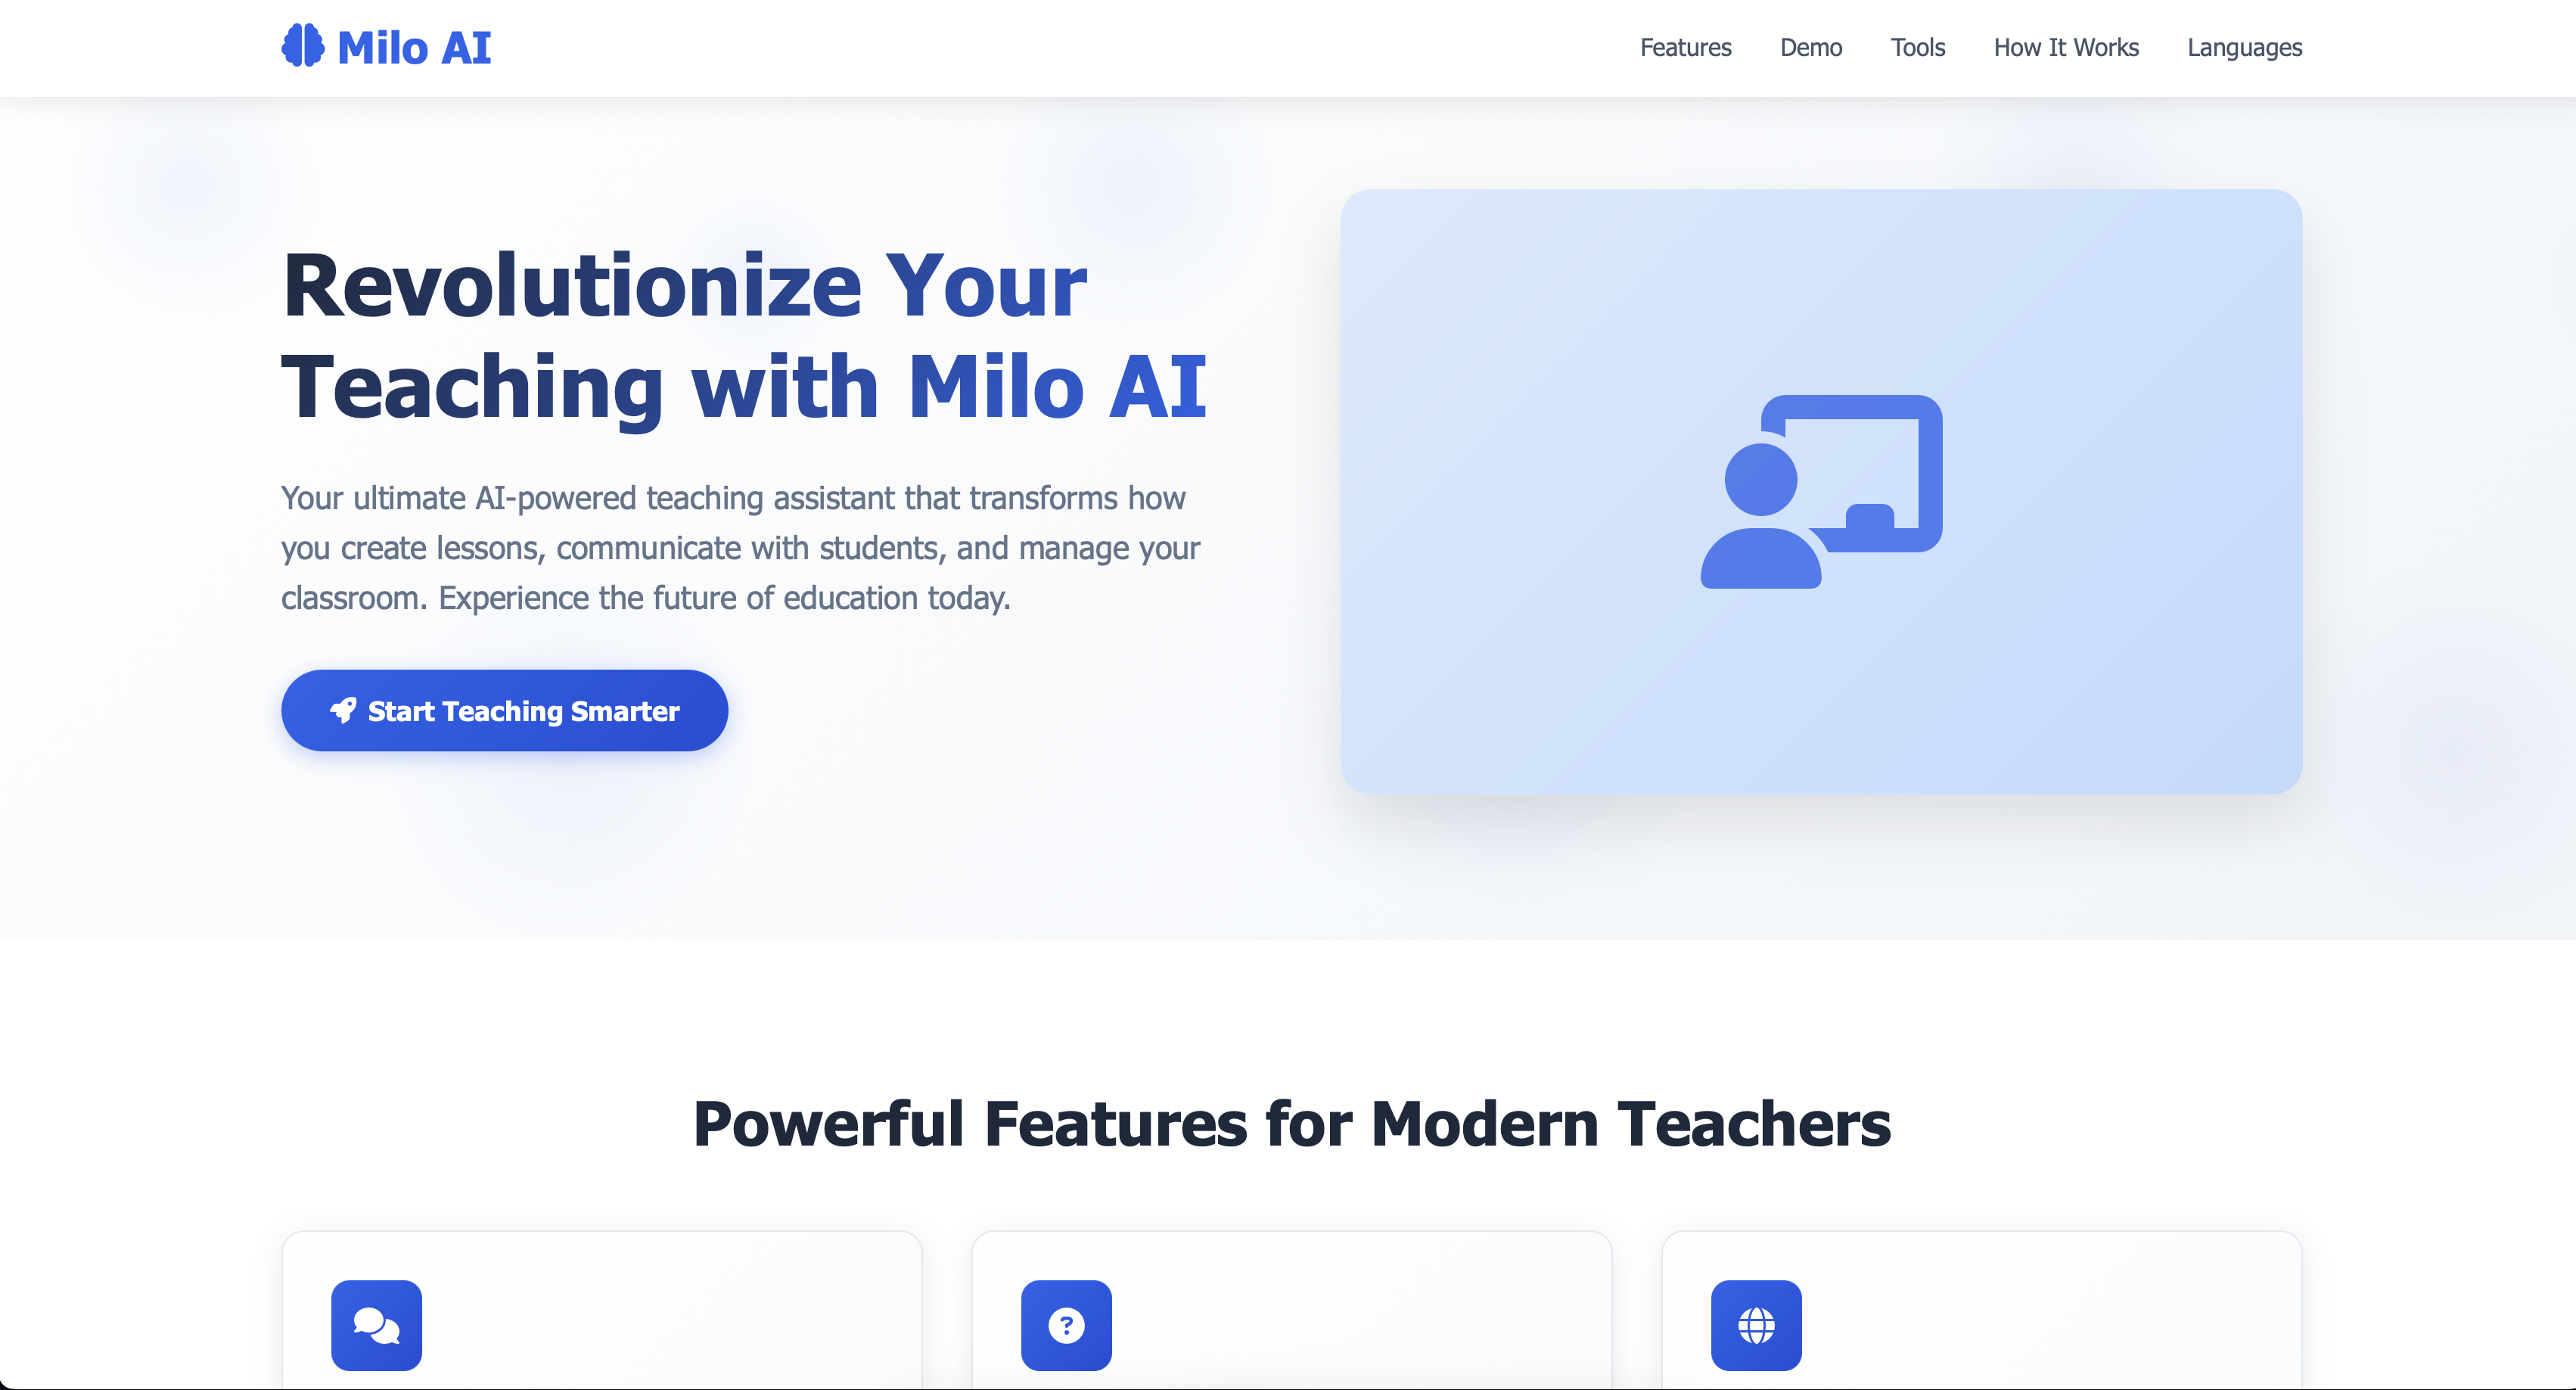 Milo AI
Features
Demo
Tools
How It Works
Languages
Revolutionize Your
Teaching with Milo AI
Your ultimate AI-powered teaching assistant that transforms how
you create lessons, communicate with students, and manage your
classroom. Experience the future of education today.
Start Teaching Smarter
Powerful Features for Modern Teachers
?